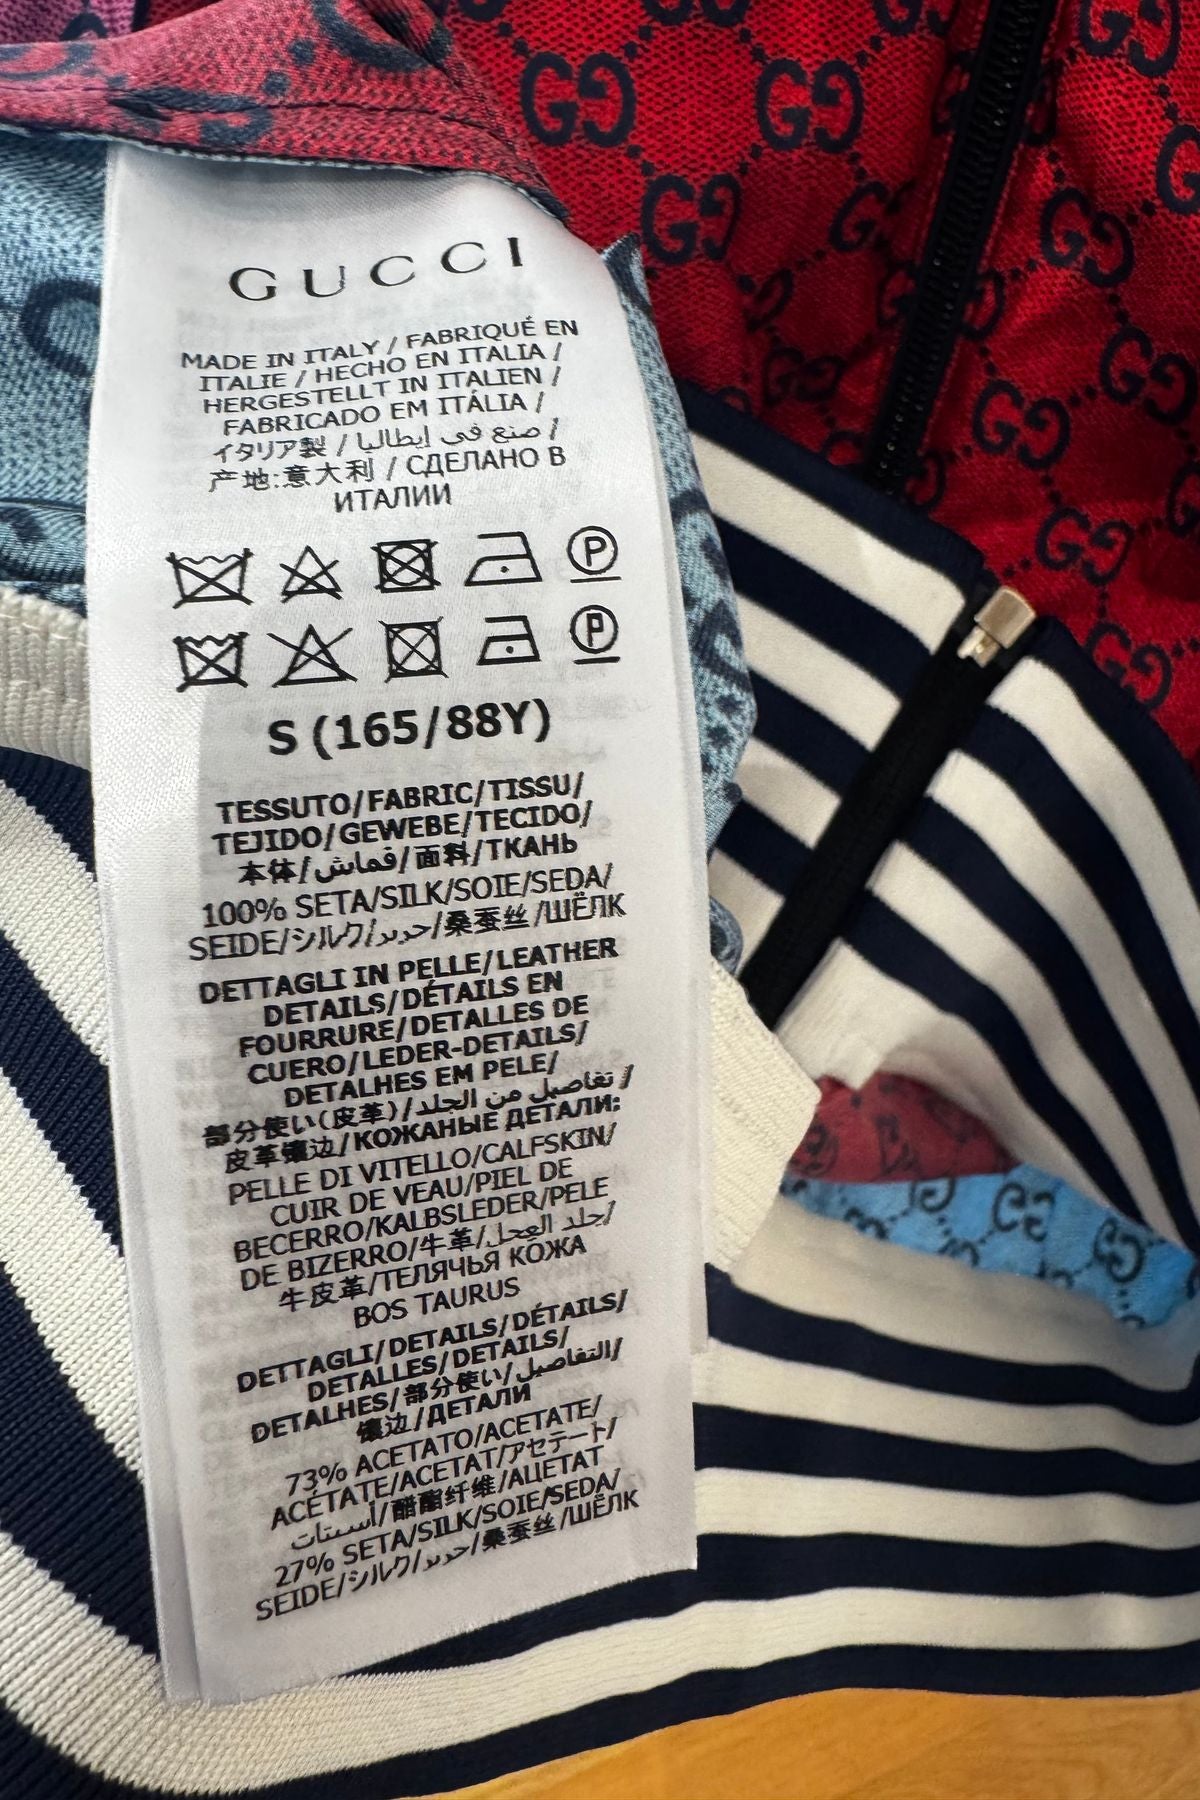 GUCCI
MADE IN ITALY / FABRIQUÉ EN
ITALIE / HECHO EN ITALIA /
HERGESTELLT IN ITALIEN /
FABRICADO EM ITÁLIA /
イタリア製 / صنع في إيطاليا /
产地:意大利 / СДЕЛАНО В
ИТАЛИИ
P
P
S (165/88Y)
TESSUTO/FABRIC/TISSU/
TEJIDO/GEWEBE/TECIDO/
本体/قماش/面料/ТКАНЬ
100% SETA/SILK/SOIE/SEDA/
SEIDE/シルク/حرير/桑蚕丝/ШЁЛК
DETTAGLI IN PELLE/LEATHER
DETAILS/DÉTAILS EN
FOURRURE/DETALLES DE
CUERO/LEDER-DETAILS/
DETALHES EM PELE/
部分使い(皮革)/تفاصيل من الجلد/
皮革镶边/КОЖАНЫЕ ДЕТАЛИ:
PELLE DI VITELLO/CALFSKIN/
CUIR DE VEAU/PIEL DE
BECERRO/KALBSLEDER/PELE
DE BIZERRO/牛革/جلد العجل/
牛皮革/ТЕЛЯЧЬЯ КОЖА
BOS TAURUS
DETTAGLI/DETAILS/DÉTAILS/
DETALLES/DETAILS/
DETALHES/部分使い/التفاصيل/
镶边/ДЕТАЛИ
73% ACETATO/ACETATE/
ACÉTATE/ACETAT/アセテート/
أسيتات/醋酯纤维/АЦЕТАТ
27% SETA/SILK/SOIE/SEDA/
SEIDE/シルク/حرير/桑蚕丝/ШЁЛК